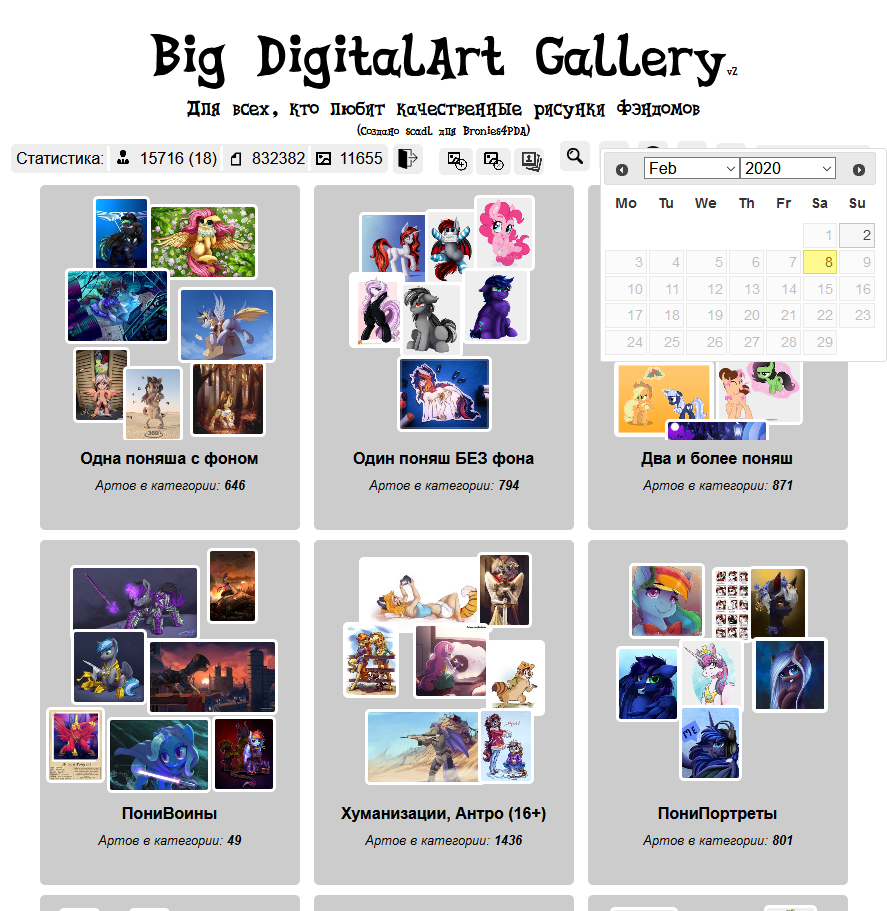 Big DigitalArt Gallery v2
Для всех, кто любит качественные рисунки фэндомов
(Создано scadl для Bronies4PDA)
Статистика: 15716 (18) 832382 11655
Feb 2020
Mo Tu We Th Fr Sa Su
1 2
3 4 5 6 7 8 9
10 11 12 13 14 15 16
17 18 19 20 21 22 23
24 25 26 27 28 29
Одна поняша с фоном
Артов в категории: 646
Один поняш БЕЗ фона
Артов в категории: 794
Два и более поняш
Артов в категории: 871
ПониВоины
Артов в категории: 49
Хуманизации, Антро (16+)
Артов в категории: 1436
ПониПортреты
Артов в категории: 801